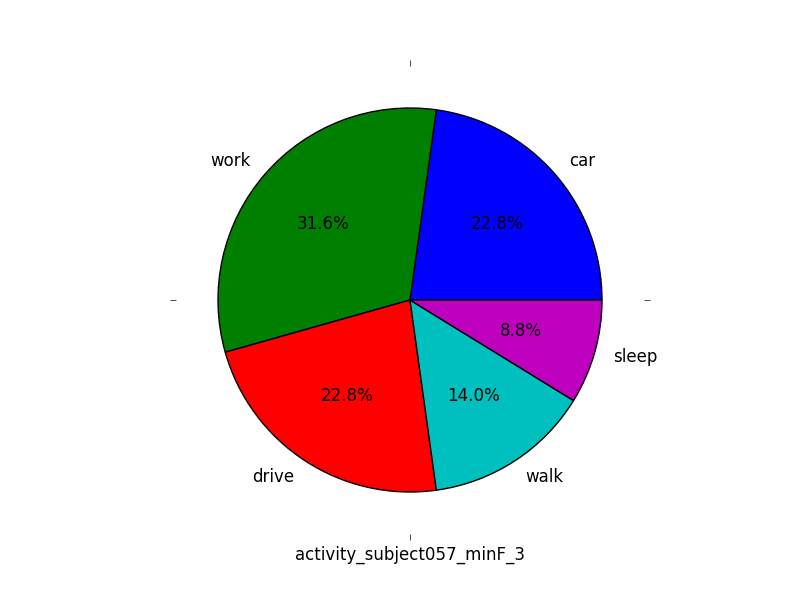 work
car
31.6%
22.8%
8.8%
sleep
22.8%
14.0%
drive
walk
activity_subject057_minF_3